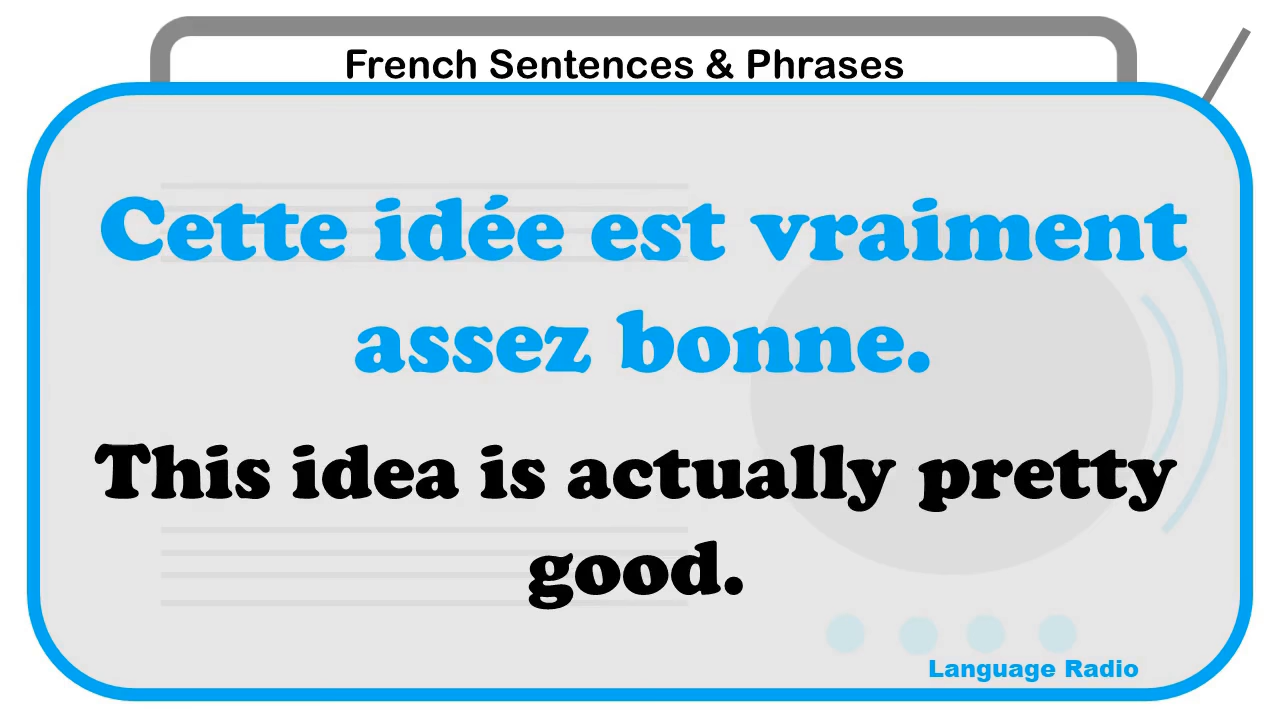 French Sentences & Phrases
Cette idée est vraiment
assez bonne.
This idea is actually pretty
good.
Language Radio